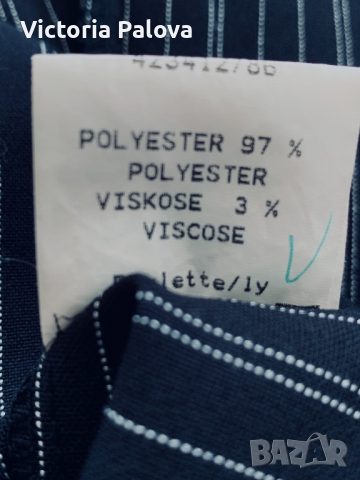 Victoria Palova
POLYESTER 97 %
POLYESTER
VISKOSE 3 %
VISCOSE
BAZAR